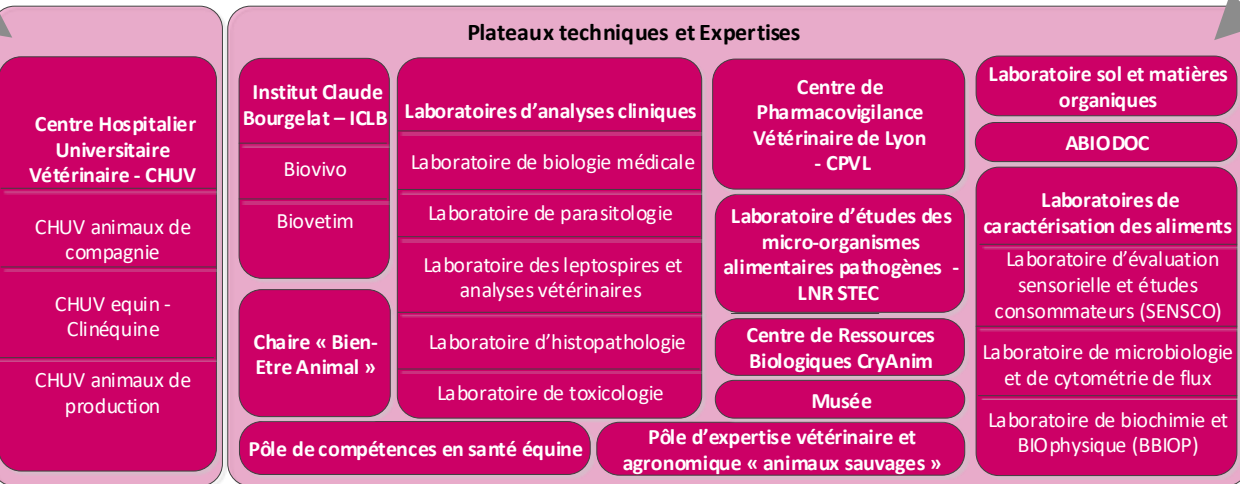 Centre Hospitalier
Universitaire
Vétérinaire - CHUV
CHUV animaux de
compagnie
CHUV equin -
Clinéquine
CHUV animaux de
production
Plateaux techniques et Expertises
Institut Claude
Bourgelat – ICLB
Biovivo
Biovetim
Chaire « Bien-
Etre Animal »
Laboratoires d’analyses cliniques
Laboratoire de biologie médicale
Laboratoire de parasitologie
Laboratoire des leptospires et
analyses vétérinaires
Laboratoire d’histopathologie
Laboratoire de toxicologie
Centre de
Pharmacovigilance
Vétérinaire de Lyon
- CPVL
Laboratoire d’études des
micro-organismes
alimentaires pathogènes -
LNR STEC
Centre de Ressources
Biologiques CryAnim
Musée
Laboratoire sol et matières
organiques
ABIODOC
Laboratoires de
caractérisation des aliments
Laboratoire d’évaluation
sensorielle et études
consommateurs (SENSCO)
Laboratoire de microbiologie
et de cytométrie de flux
Laboratoire de biochimie et
BIOphysique (BBIOP)
Pôle de compétences en santé équine
Pôle d’expertise vétérinaire et
agronomique « animaux sauvages »